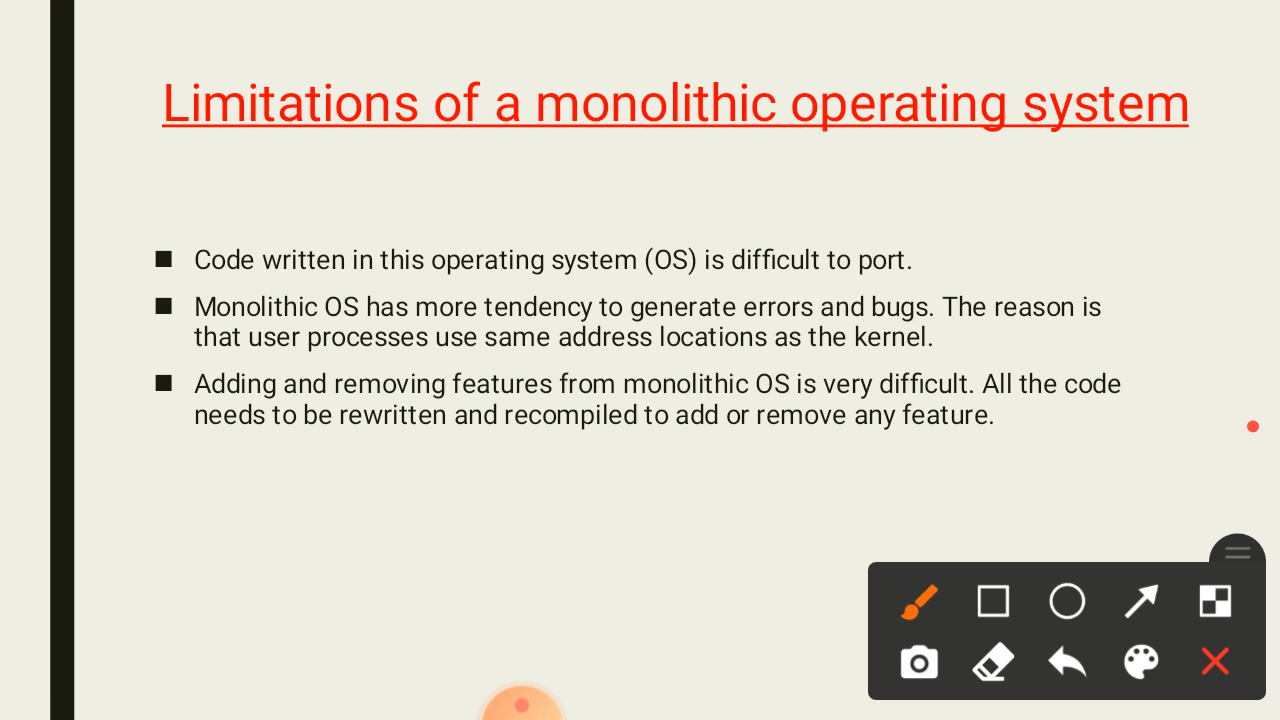 Limitations of a monolithic operating system
Code written in this operating system (OS) is difficult to port.
Monolithic OS has more tendency to generate errors and bugs. The reason is
that user processes use same address locations as the kernel.
Adding and removing features from monolithic OS is very difficult. All the code
needs to be rewritten and recompiled to add or remove any feature.